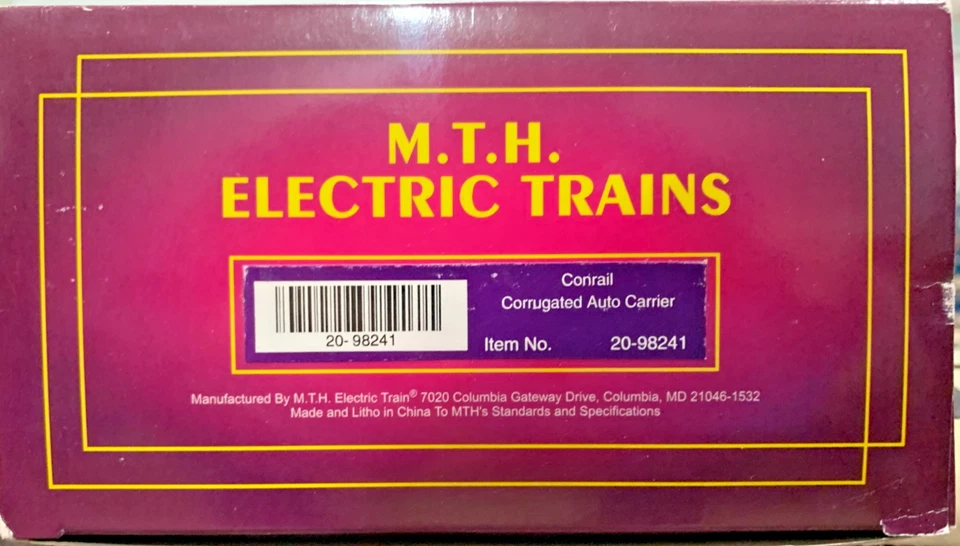 M.T.H.
ELECTRIC TRAINS
Conrail
Corrugated Auto Carrier
20- 98241
Item No. 20-98241
Manufactured By M.T.H. Electric Train® 7020 Columbia Gateway Drive, Columbia, MD 21046-1532
Made and Litho in China To MTH's Standards and Specifications